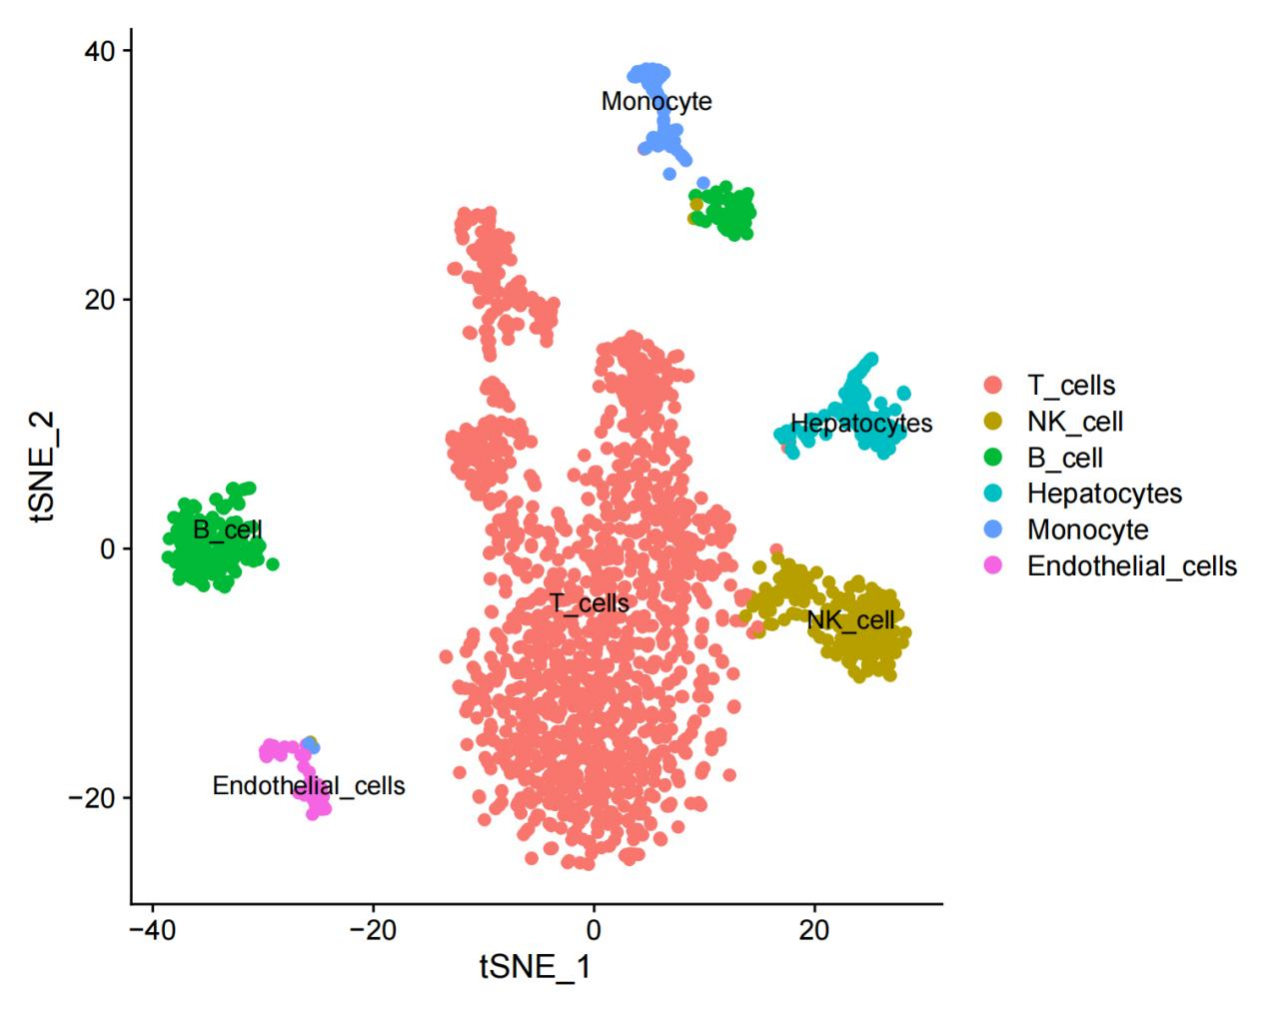 40
20
0
−20
tSNE_2
−40
−20
0
20
tSNE_1
Monocyte
Hepatocytes
B_cell
T_cells
NK_cell
Endothelial_cells
T_cells
NK_cell
B_cell
Hepatocytes
Monocyte
Endothelial_cells